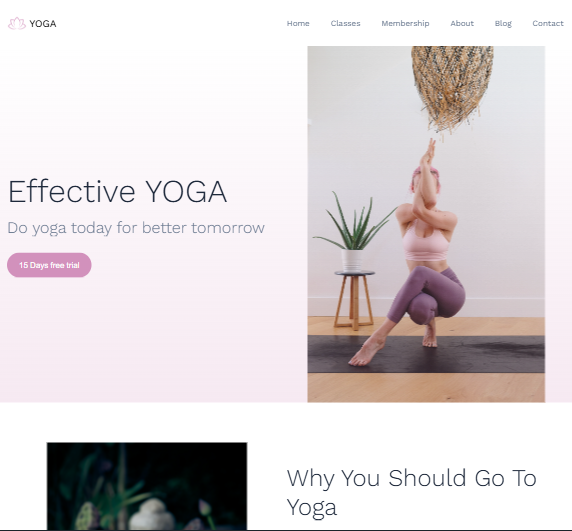 YOGA
Home Classes Membership About Blog Contact
Effective YOGA
Do yoga today for better tomorrow
15 Days free trial
Why You Should Go To
Yoga